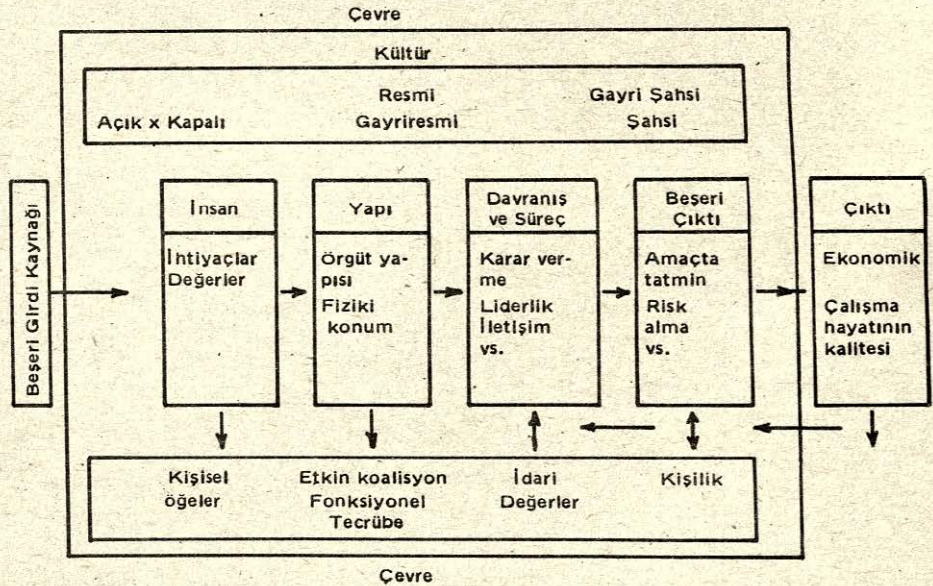 Çevre
Kültür
Açık x Kapalı
Resmi
Gayriresmi
Gayri Şahsi
Şahsi
Beşeri Girdi Kaynağı
İnsan
İhtiyaçlar
Değerler
Yapı
Örgüt ya-
pısı
Fiziki
konum
Davranış
ve Süreç
Karar ver-
me
Liderlik
İletişim
vs.
Beşeri
Çıktı
Amaçta
tatmin
Risk
alma
vs.
Çıktı
Ekonomik
Çalışma
hayatının
kalitesi
Kişisel
öğeler
Etkin koalisyon
Fonksiyonel
Tecrübe
İdari
Değerler
Kişilik
Çevre